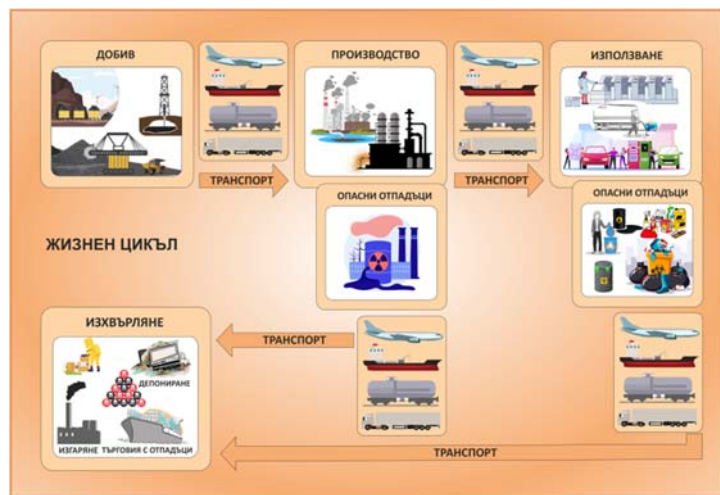 ДОБИВ
ПРОИЗВОДСТВО
ИЗПОЛЗВАНЕ
ТРАНСПОРТ
ТРАНСПОРТ
ОПАСНИ ОТПАДЪЦИ
ОПАСНИ ОТПАДЪЦИ
ЖИЗНЕН ЦИКЪЛ
ИЗХВЪРЛЯНЕ
ТРАНСПОРТ
ДЕПОНИРАНЕ
ИЗГАРЯНЕ
ТЪРГОВИЯ С ОТПАДЪЦИ
ТРАНСПОРТ